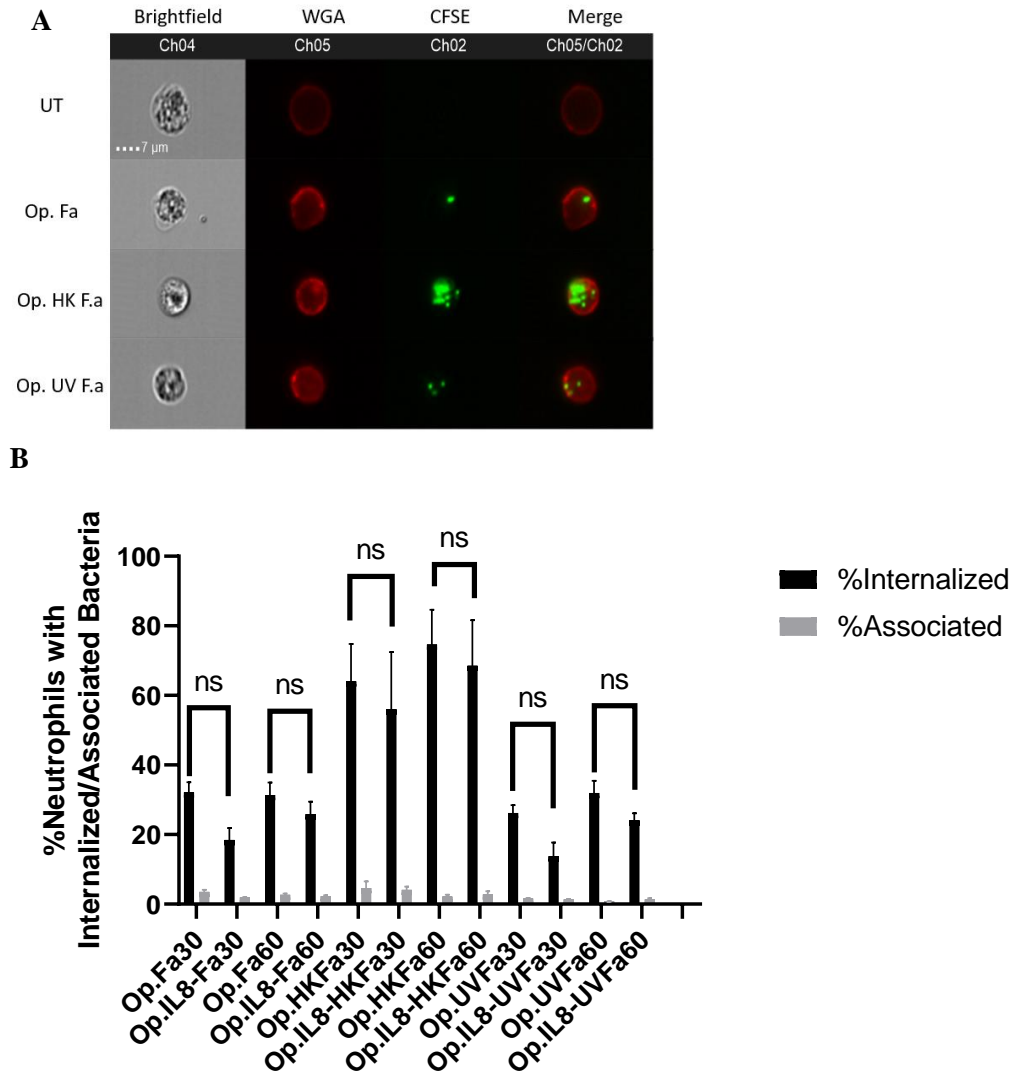 A
Brightfield WGA CFSE Merge
Ch04 Ch05 Ch02 Ch05/Ch02
UT
7 µm
Op. Fa
Op. HK F.a
Op. UV F.a
B
%Neutrophils with
Internalized/Associated Bacteria
100
80
60
40
20
0
ns
ns
ns
ns
ns
ns
%Internalized
%Associated
Op.Fa30
Op.IL8-Fa30
Op.Fa60
Op.IL8-Fa60
Op.HKFa30
Op.IL8-HKFa30
Op.HKFa60
Op.IL8-HKFa60
Op.UVFa30
Op.IL8-UVFa30
Op.UVFa60
Op.IL8-UVFa60